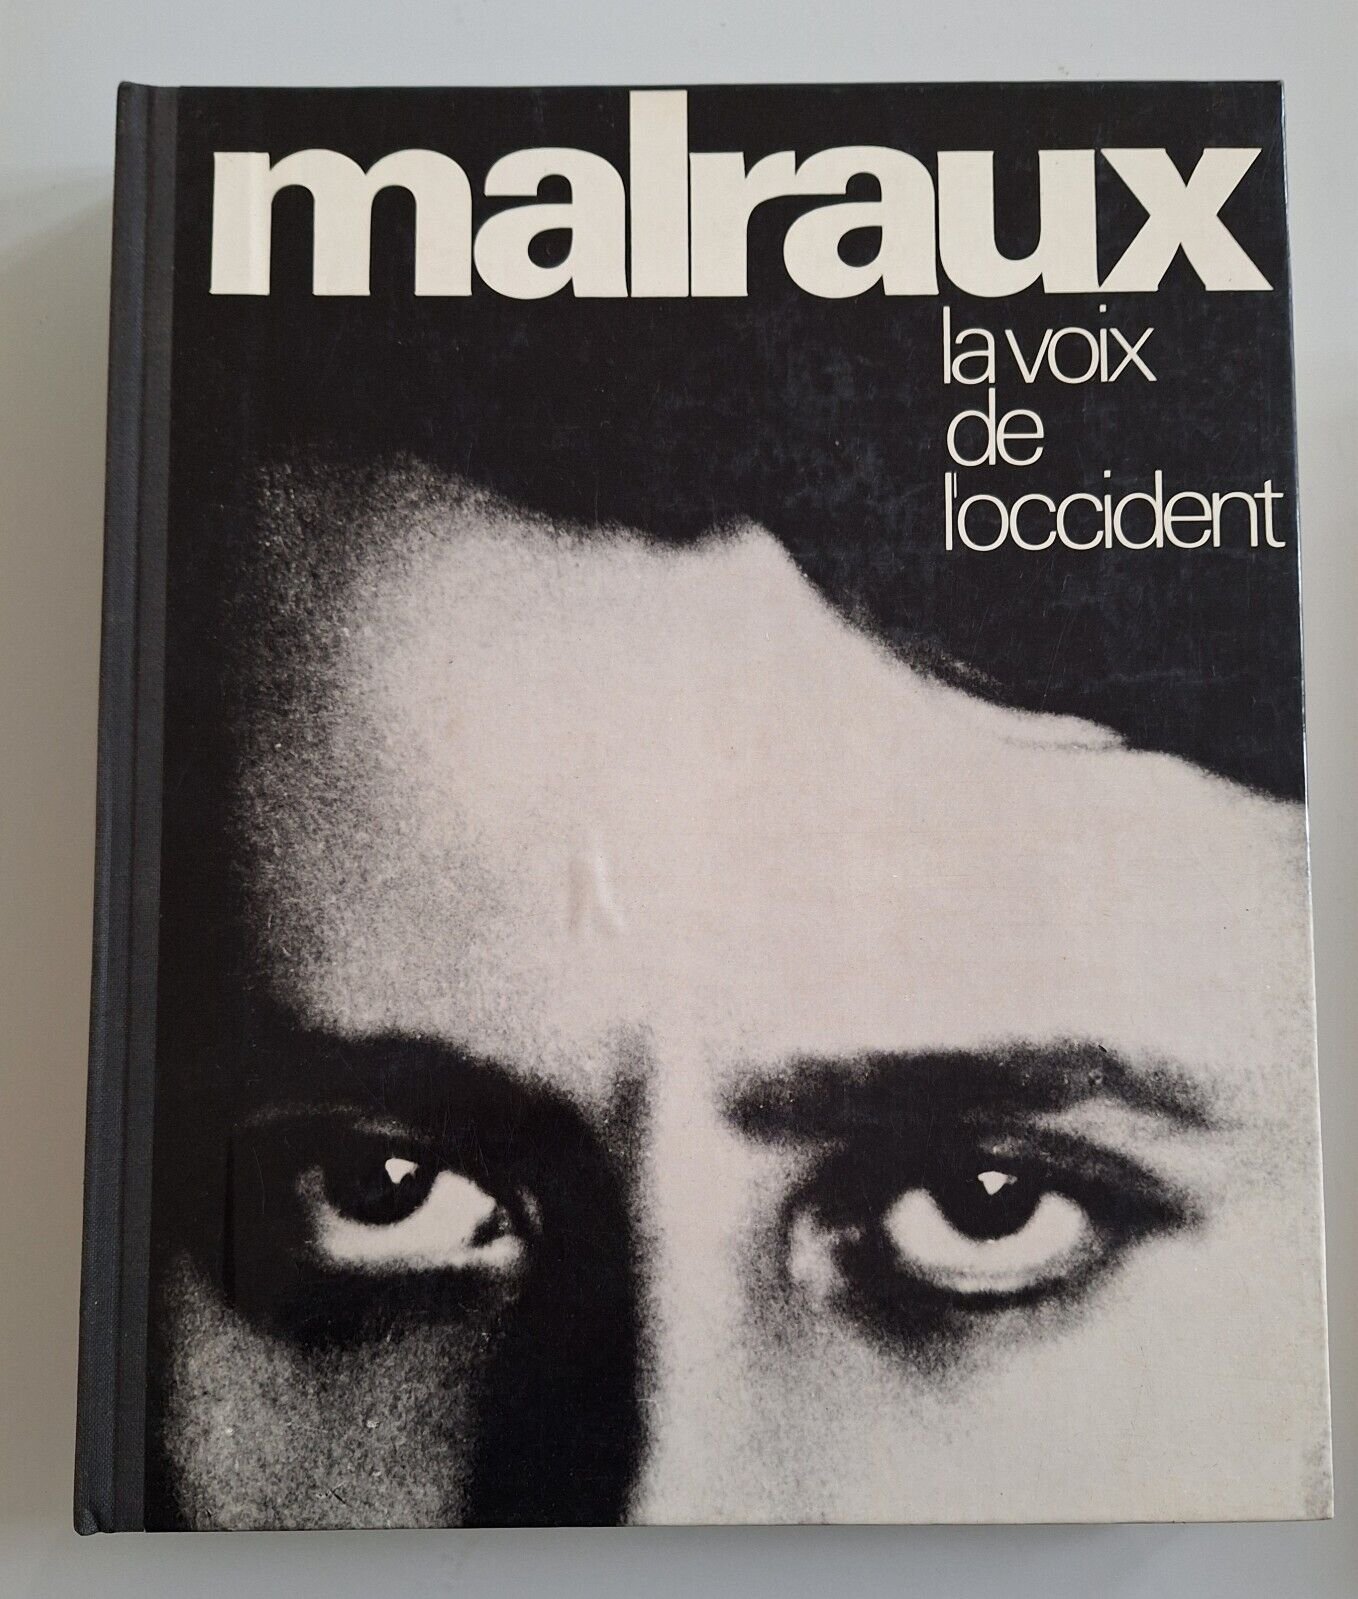 malraux
la voix
de
l'occident